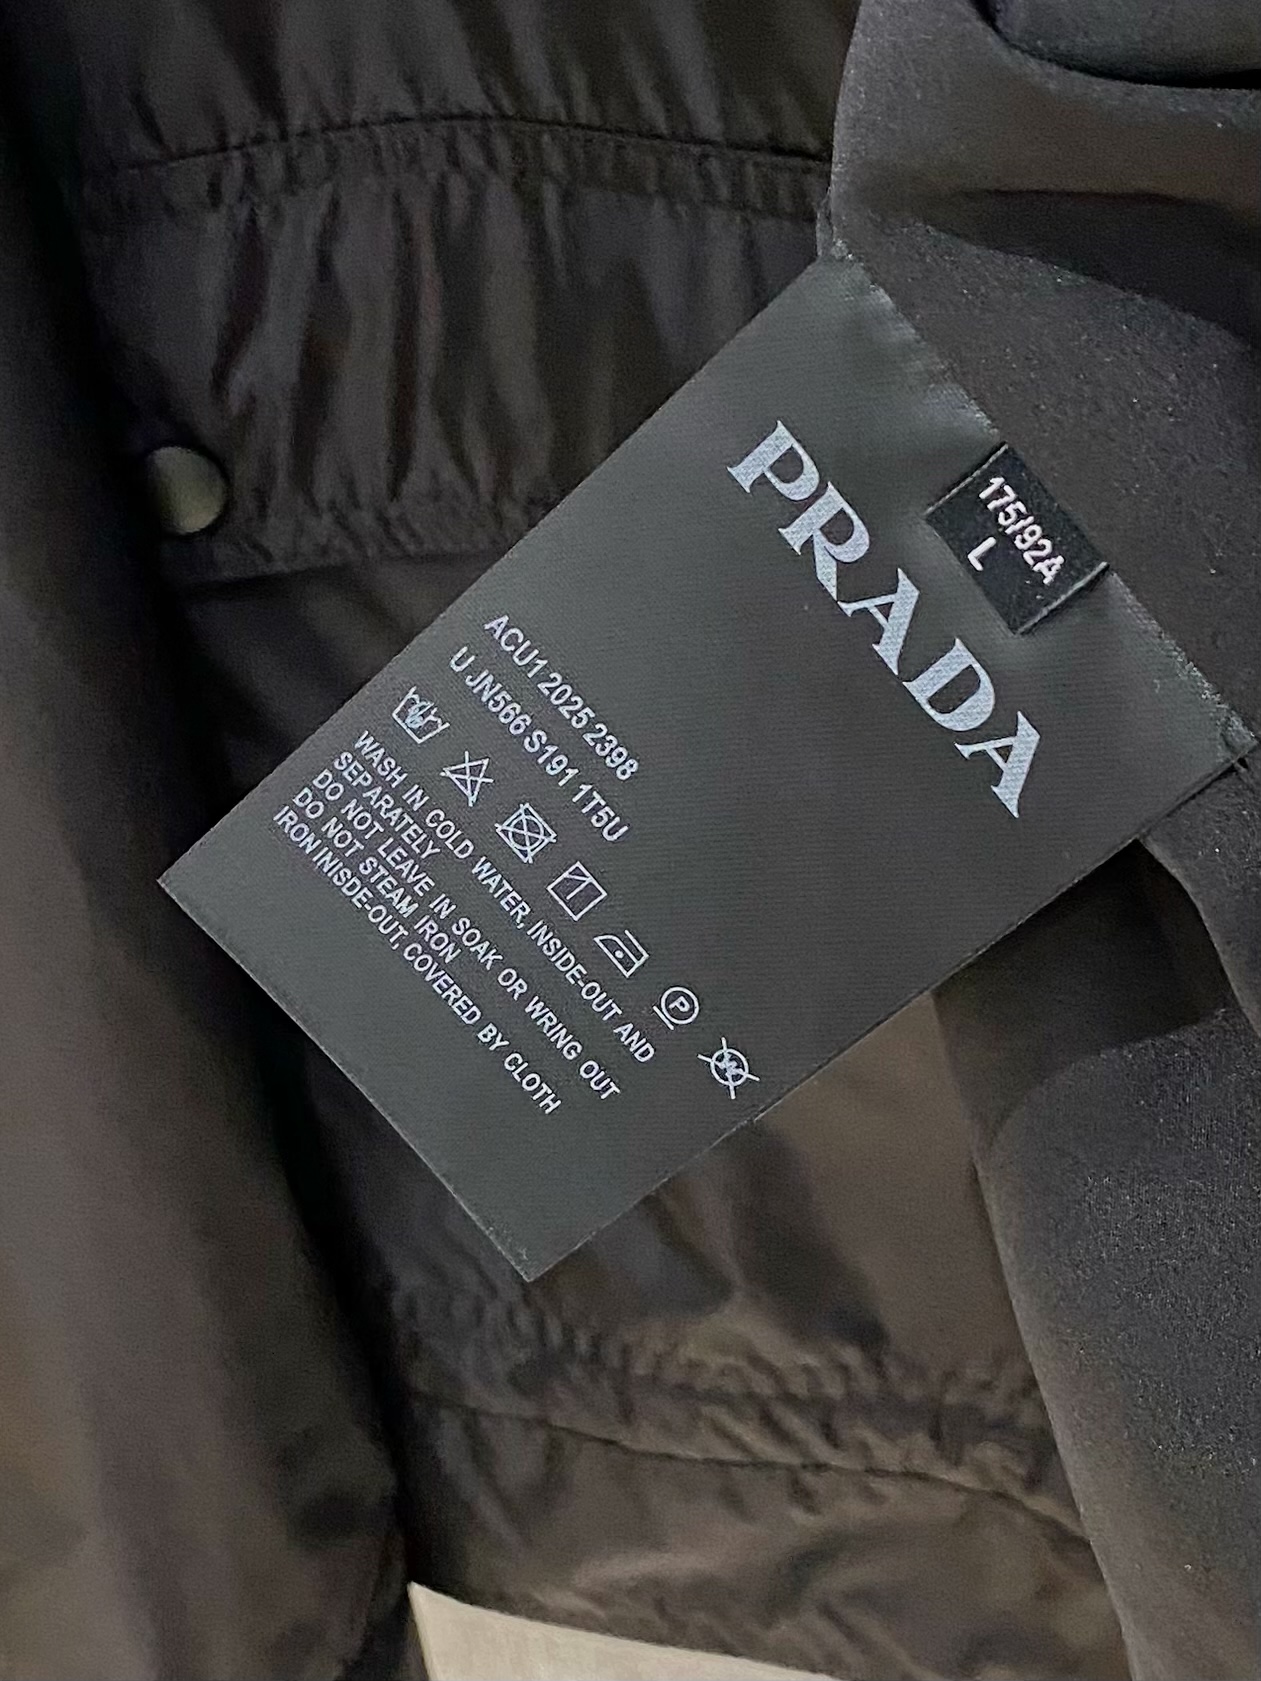 PRADA
175/92A
L
ACU1 2025 2398
U JN566 S191 1T5U
P
W
WASH IN COLD WATER, INSIDE-OUT AND
SEPARATELY
DO NOT LEAVE IN SOAK OR WRING OUT
DO NOT STEAM IRON
IRON INISDE-OUT, COVERED BY CLOTH